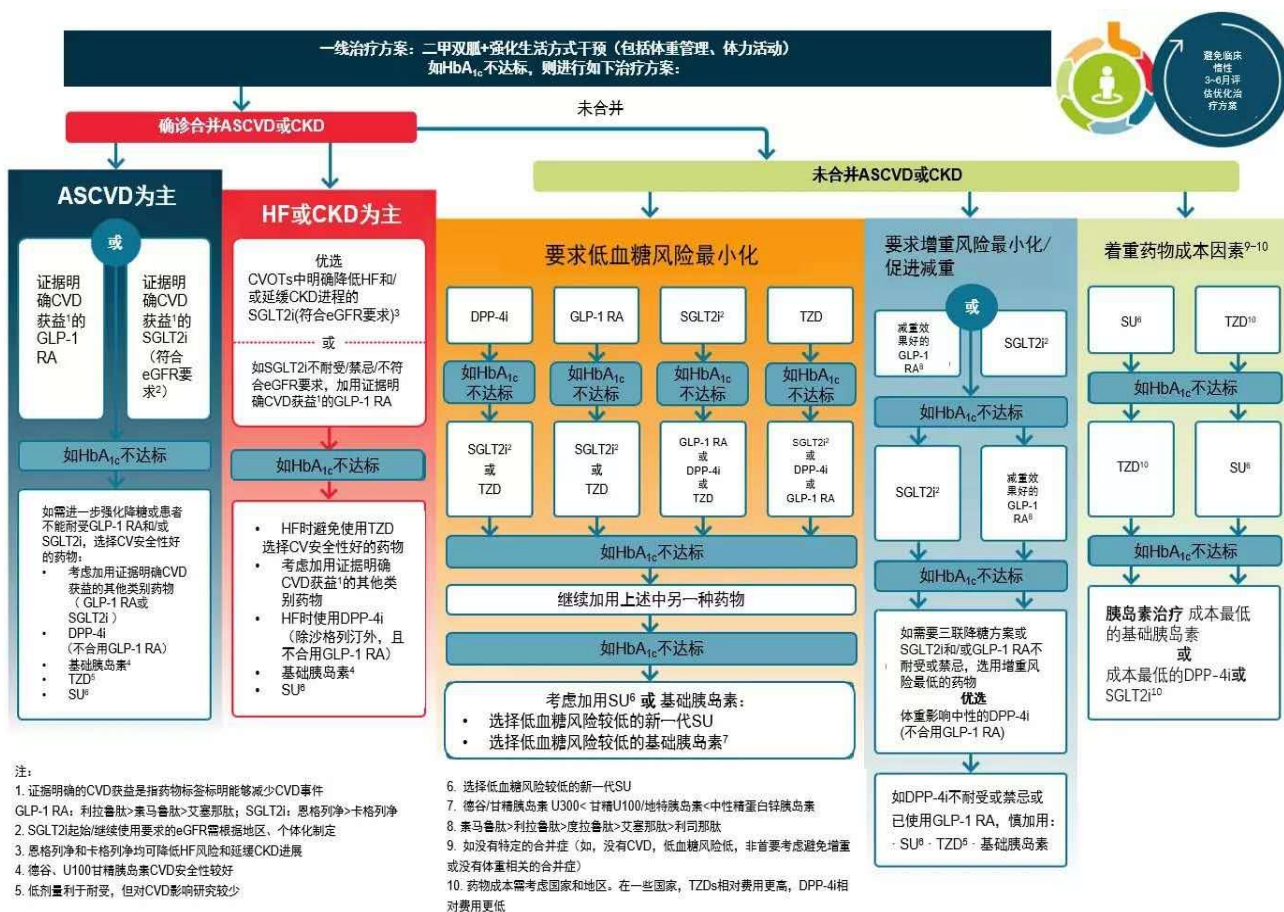 一线治疗方案：二甲双胍+强化生活方式干预（包括体重管理、体力活动）
如HbA1c不达标，则进行如下治疗方案：
避免临床
惰性
3~6月评
估优化治
疗方案
未合并
确诊合并ASCVD或CKD
未合并ASCVD或CKD
ASCVD为主
或
证据明
确CVD
获益¹的
GLP-1
RA
证据明
确CVD
获益¹的
SGLT2i
（符合
eGFR要
求²）
如HbA1c不达标
如需进一步强化降糖或患者
不能耐受GLP-1 RA和/或
SGLT2i，选择CV安全性好
的药物：
• 考虑加用证据明确CVD
获益的其他类别药物
（ GLP-1 RA或
SGLT2i ）
• DPP-4i
（不合用GLP-1 RA）
• 基础胰岛素⁴
• TZD⁵
• SU⁶
HF或CKD为主
优选
CVOTs中明确降低HF和/
或延缓CKD进程的
SGLT2i(符合eGFR要求)³
或
如SGLT2i不耐受/禁忌/不符
合eGFR要求，加用证据明
确CVD获益¹的GLP-1 RA
如HbA1c不达标
• HF时避免使用TZD
选择CV安全性好的药物
• 考虑加用证据明确
CVD获益¹的其他类
别药物
• HF时使用DPP-4i
（除沙格列汀外，且
不合用GLP-1 RA）
• 基础胰岛素⁴
• SU⁶
要求低血糖风险最小化
DPP-4i
GLP-1 RA
SGLT2i²
TZD
如HbA1c
不达标
如HbA1c
不达标
如HbA1c
不达标
如HbA1c
不达标
SGLT2i²
或
TZD
SGLT2i²
或
TZD
GLP-1 RA
或
DPP-4i
或
TZD
SGLT2i²
或
DPP-4i
或
GLP-1 RA
如HbA1c不达标
继续加用上述中另一种药物
如HbA1c不达标
考虑加用SU⁶ 或 基础胰岛素：
• 选择低血糖风险较低的新一代SU
• 选择低血糖风险较低的基础胰岛素⁷
要求增重风险最小化/
促进减重
或
减重效
果好的
GLP-1
RA⁸
SGLT2i²
如HbA1c不达标
SGLT2i²
减重效
果好的
GLP-1
RA⁸
如HbA1c不达标
如需要三联降糖方案或
SGLT2i和/或GLP-1 RA不
耐受或禁忌，选用增重风
险最低的药物
优选
体重影响中性的DPP-4i
(不合用GLP-1 RA)
如DPP-4i不耐受或禁忌或
已使用GLP-1 RA，慎加用：
· SU⁶ · TZD⁵ · 基础胰岛素
着重药物成本因素⁹⁻¹⁰
SU⁶
TZD¹⁰
如HbA1c不达标
TZD¹⁰
SU⁶
如HbA1c不达标
胰岛素治疗 成本最低
的基础胰岛素
或
成本最低的DPP-4i或
SGLT2i¹⁰
注：
1. 证据明确的CVD获益是指药物标签标明能够减少CVD事件
GLP-1 RA：利拉鲁肽>索马鲁肽>艾塞那肽；SGLT2i：恩格列净>卡格列净
2. SGLT2i起始/继续使用要求的eGFR需根据地区、个体化制定
3. 恩格列净和卡格列净均可降低HF风险和延缓CKD进展
4. 德谷、U100甘精胰岛素CVD安全性较好
5. 低剂量利于耐受，但对CVD影响研究较少
6. 选择低血糖风险较低的新一代SU
7. 德谷/甘精胰岛素 U300< 甘精U100/地特胰岛素<中性精蛋白锌胰岛素
8. 索马鲁肽>利拉鲁肽>度拉鲁肽>艾塞那肽>利司那肽
9. 如没有特定的合并症（如，没有CVD，低血糖风险低，非首要考虑避免增重
或没有体重相关的合并症）
10. 药物成本需考虑国家和地区。在一些国家，TZDs相对费用更高，DPP-4i相
对费用更低